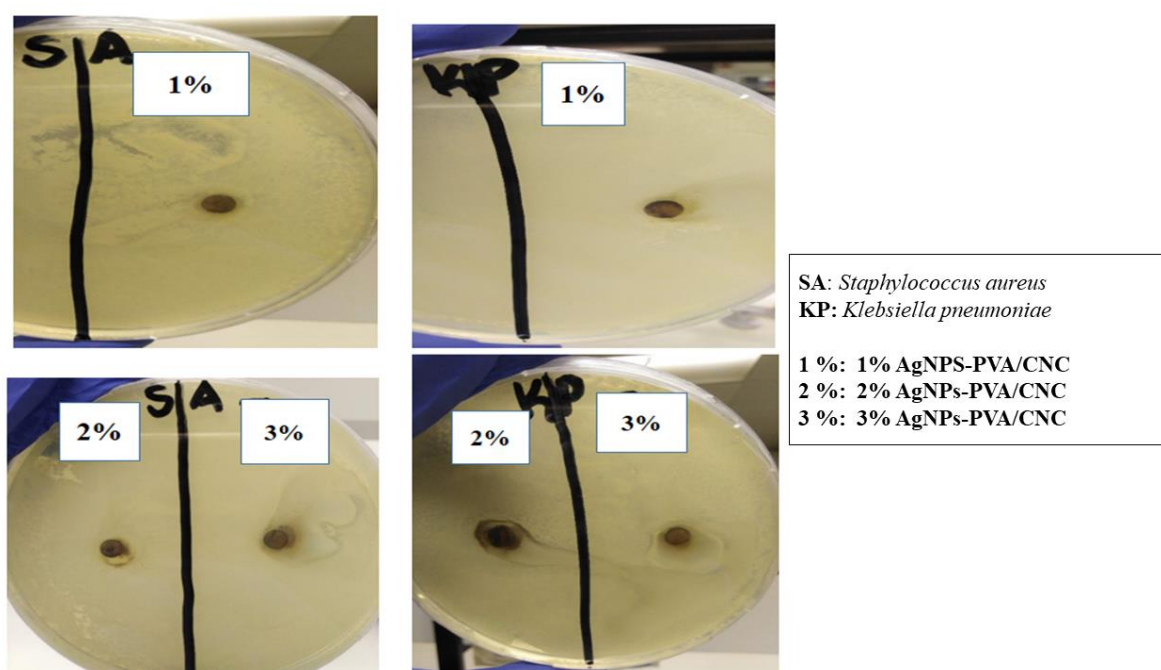 SA
1%
KP
1%
SA: Staphylococcus aureus
KP: Klebsiella pneumoniae
1 %: 1% AgNPS-PVA/CNC
2 %: 2% AgNPs-PVA/CNC
3 %: 3% AgNPs-PVA/CNC
SA
2%
3%
KP
2%
3%